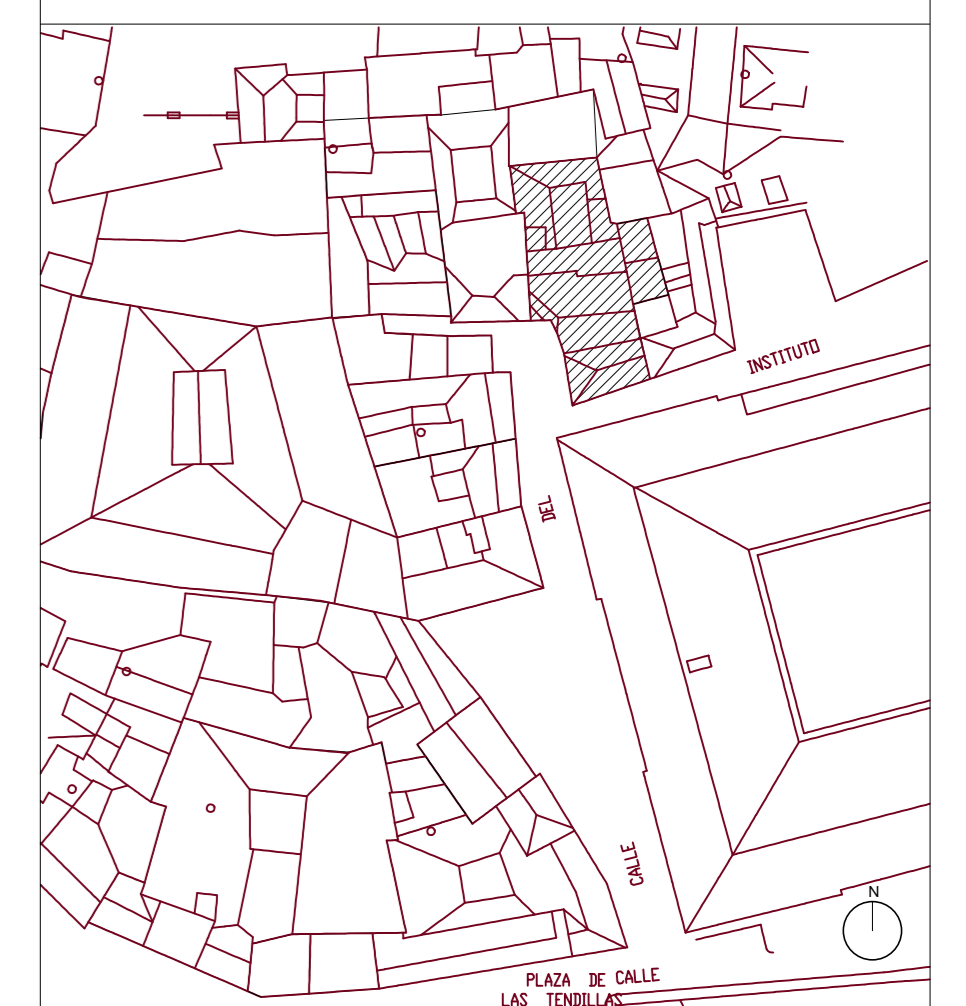 INSTITUTO
DEL
CALLE
N
PLAZA DE CALLE
LAS TENDILLAS